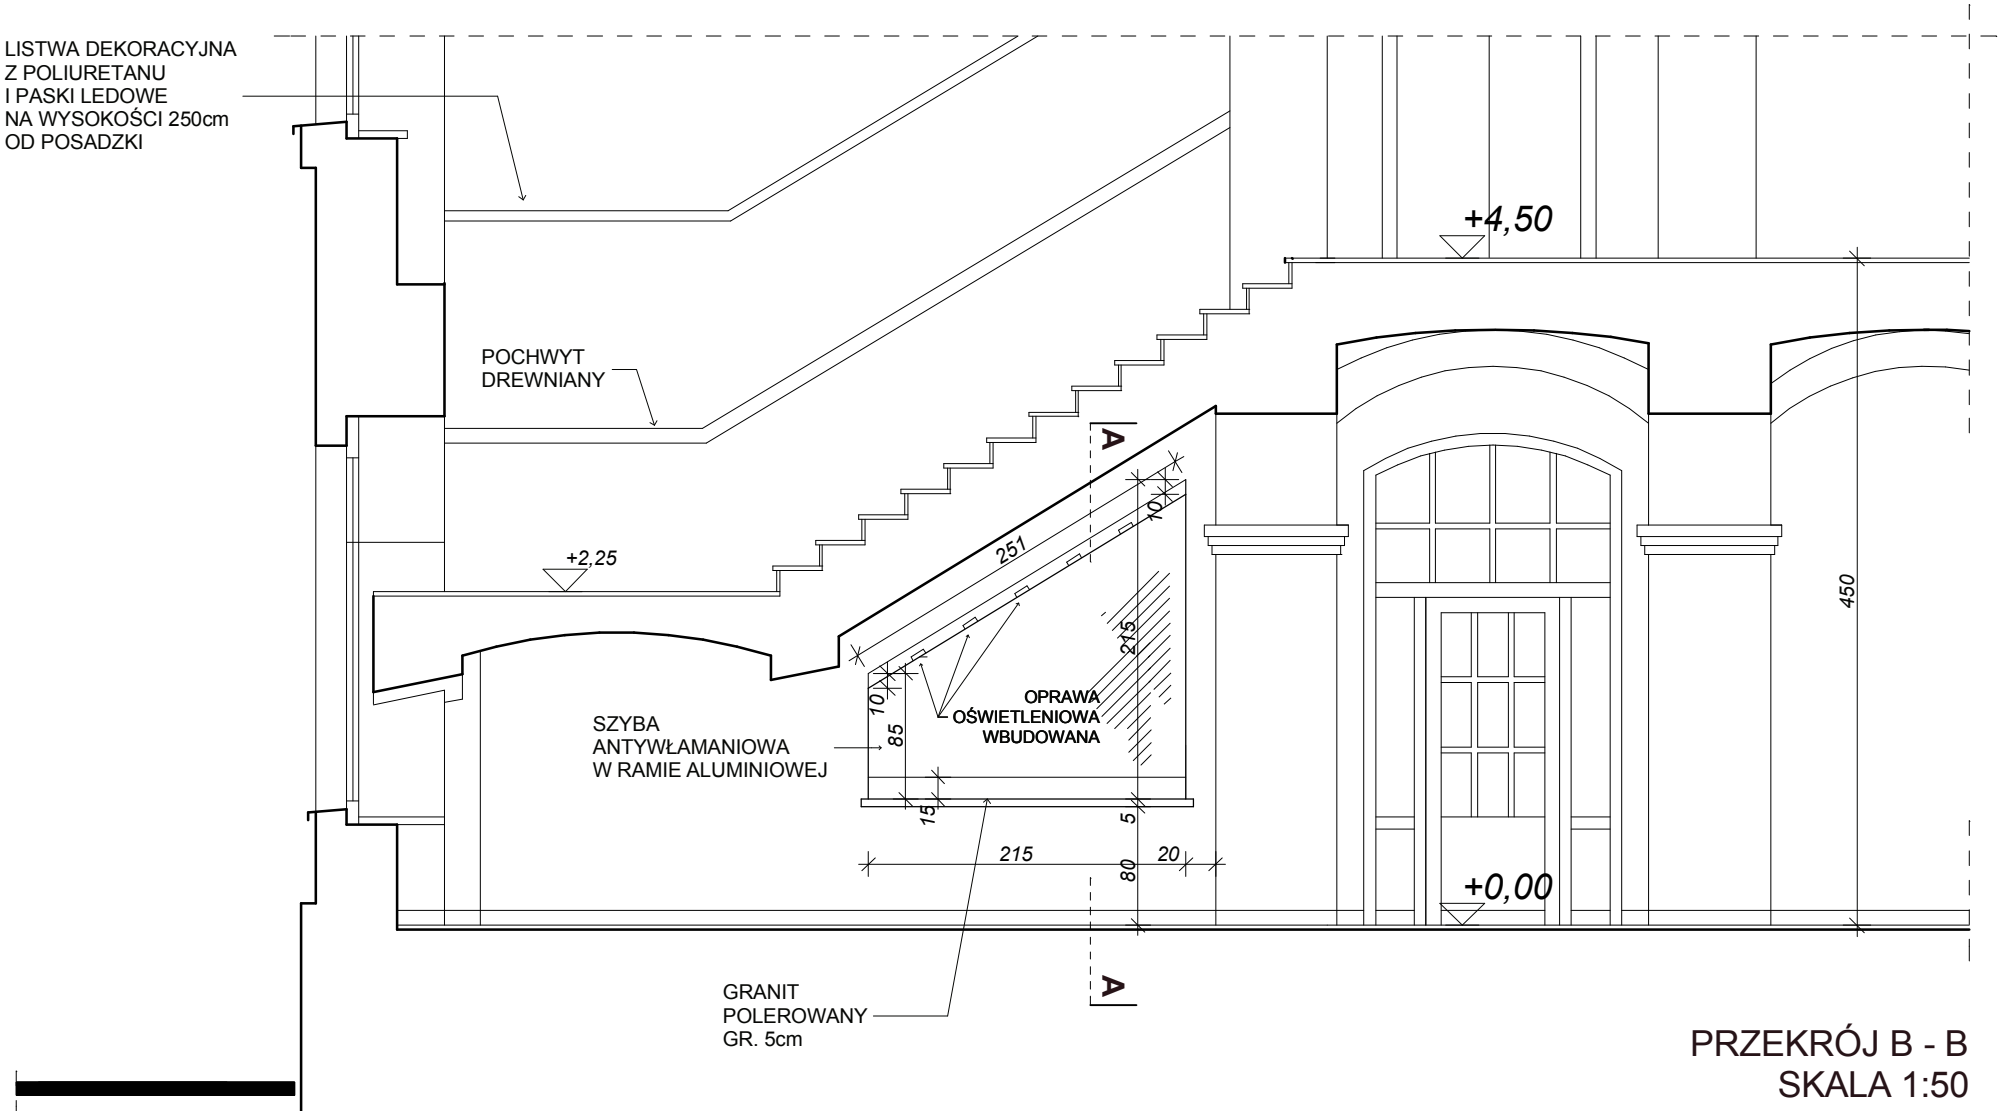 LISTWA DEKORACYJNA
Z POLIURETANU
I PASKI LEDOWE
NA WYSOKOŚCI 250cm
OD POSADZKI
+4,50
POCHWYT
DREWNIANY
A
10
251
+2,25
450
215
10
85
OPRAWA
OŚWIETLENIOWA
WBUDOWANA
SZYBA
ANTYWŁAMANIOWA
W RAMIE ALUMINIOWEJ
15
5
215
20
80
+0,00
A
GRANIT
POLEROWANY
GR. 5cm
PRZEKRÓJ B - B
SKALA 1:50